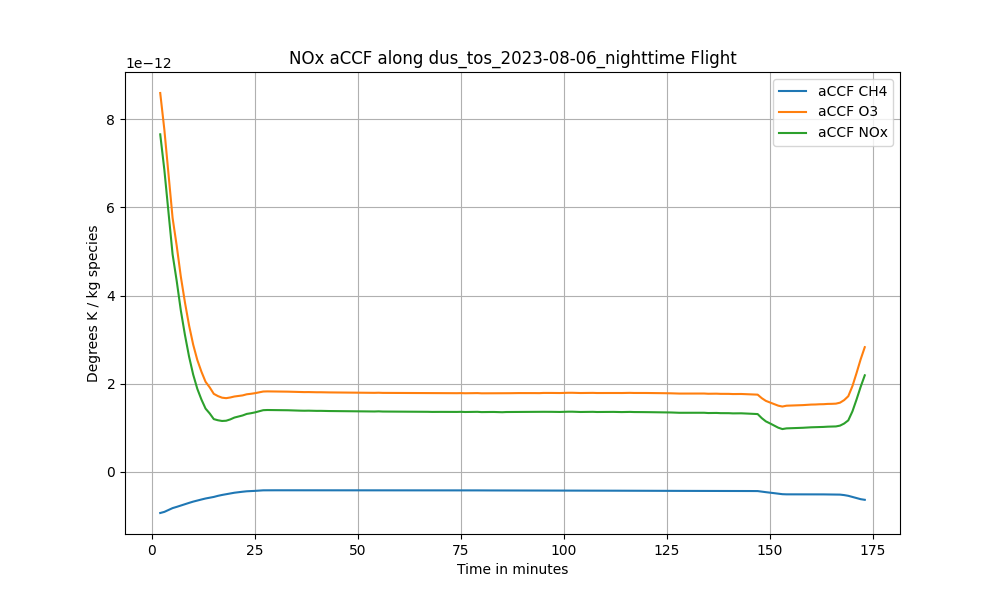 NOx aCCF along dus_tos_2023-08-06_nighttime Flight
1e−12
aCCF CH4
aCCF O3
aCCF NOx
8
6
4
2
0
Degrees K / kg species
0 25 50 75 100 125 150 175
Time in minutes